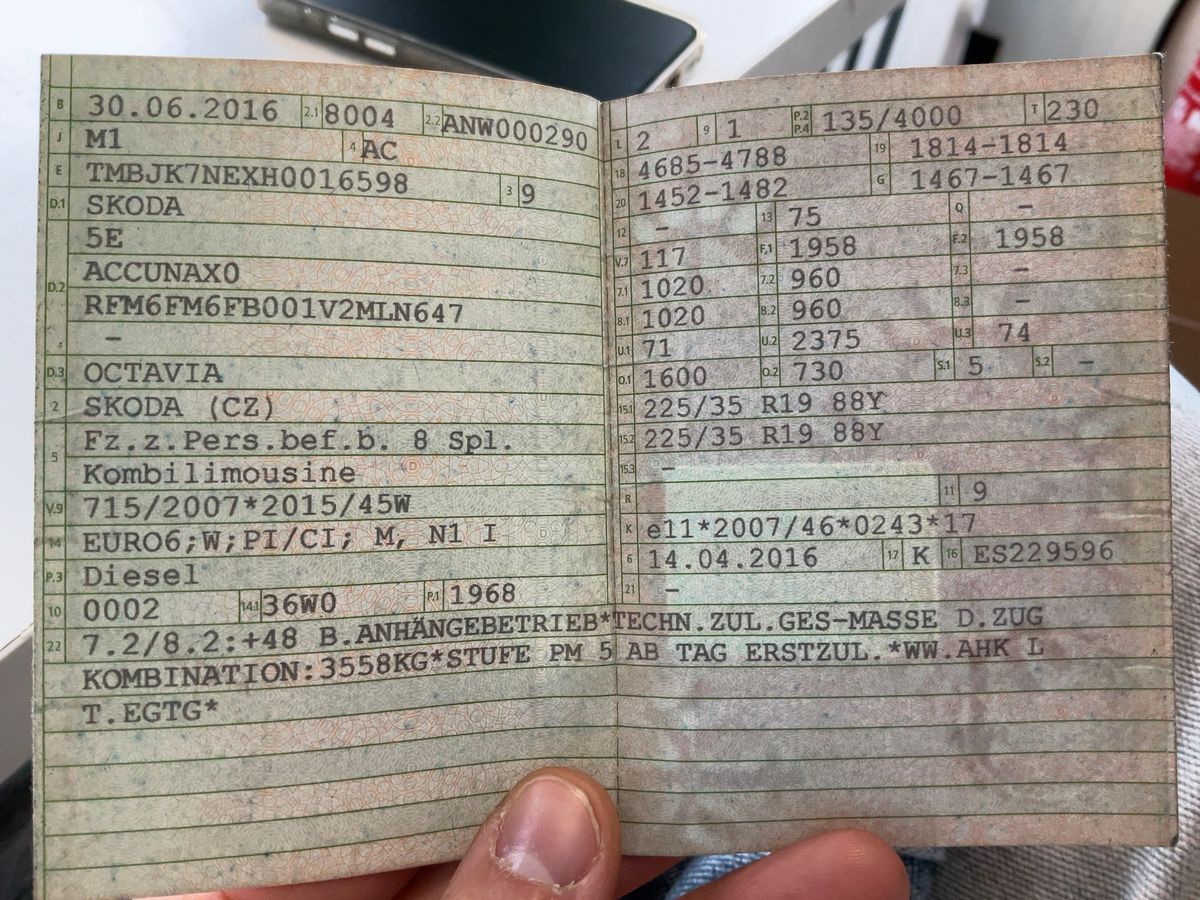 B 30.06.2016 2.1 8004 2.2 ANW000290
J M1 4 AC
E TMBJK7NEXH0016598 3 9
D.1 SKODA
5E
D.2 ACCUNAX0
RFM6FM6FB001V2MLN647
-
D.3 OCTAVIA
2 SKODA (CZ)
5 Fz.z.Pers.bef.b. 8 Spl.
Kombilimousine
V.9 715/2007*2015/45W
14 EURO6;W;PI/CI; M, N1 I
P.3 Diesel
10 0002 14.1 36W0 P.1 1968
L 2 9 1 P.2 P.4 135/4000 T 230
18 4685-4788 19 1814-1814
20 1452-1482 G 1467-1467
12 - 13 75 Q -
V.7 117 F.1 1958 F.2 1958
7.1 1020 7.2 960 7.3 -
8.1 1020 8.2 960 8.3 -
U.1 71 U.2 2375 U.3 74
O.1 1600 O.2 730 S.1 5 S.2 -
15.1 225/35 R19 88Y
15.2 225/35 R19 88Y
15.3 -
R 11 9
K e11*2007/46*0243*17
6 14.04.2016 17 K 16 ES229596
21 -
22 7.2/8.2:+48 B.ANHÄNGEBETRIEB*TECHN.ZUL.GES-MASSE D.ZUG
KOMBINATION:3558KG*STUFE PM 5 AB TAG ERSTZUL.*WW.AHK L
T.EGTG*